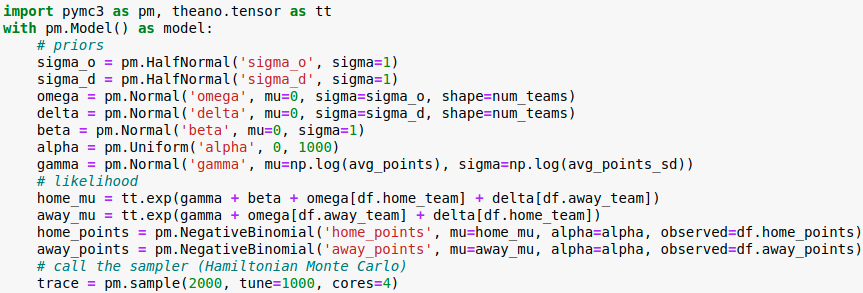 import pymc3 as pm, theano.tensor as tt
with pm.Model() as model:
    # priors
    sigma_o = pm.HalfNormal('sigma_o', sigma=1)
    sigma_d = pm.HalfNormal('sigma_d', sigma=1)
    omega = pm.Normal('omega', mu=0, sigma=sigma_o, shape=num_teams)
    delta = pm.Normal('delta', mu=0, sigma=sigma_d, shape=num_teams)
    beta = pm.Normal('beta', mu=0, sigma=1)
    alpha = pm.Uniform('alpha', 0, 1000)
    gamma = pm.Normal('gamma', mu=np.log(avg_points), sigma=np.log(avg_points_sd))
    # likelihood
    home_mu = tt.exp(gamma + beta + omega[df.home_team] + delta[df.away_team])
    away_mu = tt.exp(gamma + omega[df.away_team] + delta[df.home_team])
    home_points = pm.NegativeBinomial('home_points', mu=home_mu, alpha=alpha, observed=df.home_points)
    away_points = pm.NegativeBinomial('away_points', mu=away_mu, alpha=alpha, observed=df.away_points)
    # call the sampler (Hamiltonian Monte Carlo)
    trace = pm.sample(2000, tune=1000, cores=4)